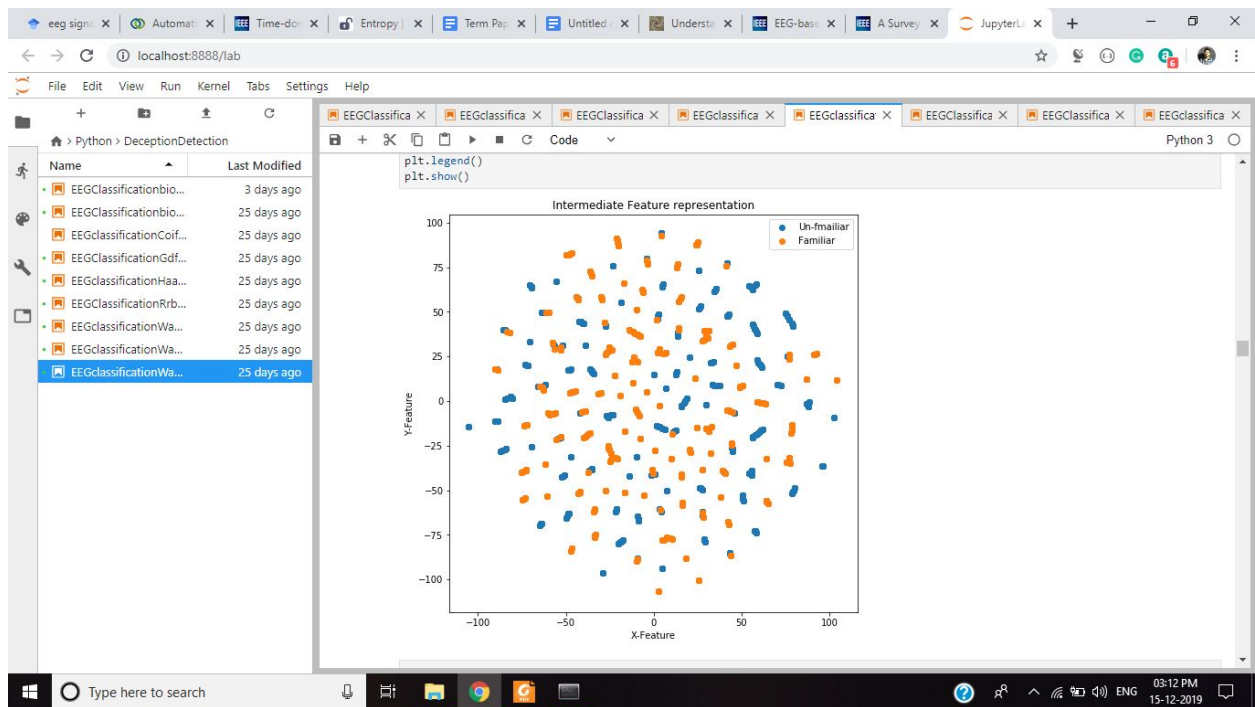 eeg signa
Automati
Time-dor
Entropy |
Term Pap
Untitled
Understa
EEG-base
A Survey
JupyterLa
localhost:8888/lab
6
File Edit View Run Kernel Tabs Settings Help
EEGClassifica
EEGclassifica
EEGClassifica
EEGclassifica
EEGclassifica
EEGclassifica
EEGclassifica
EEGclassifica
> Python > DeceptionDetection
Code
Python 3
Name Last Modified
EEGClassificationbio... 3 days ago
EEGClassificationbio... 25 days ago
EEGclassificationCoif... 25 days ago
EEGclassificationGdf... 25 days ago
EEGclassificationHaa... 25 days ago
EEGclassificationRrb... 25 days ago
EEGclassificationWa... 25 days ago
EEGclassificationWa... 25 days ago
EEGclassificationWa... 25 days ago
plt.legend()
plt.show()
Intermediate Feature representation
Un-fmailiar
Familiar
100
75
50
25
0
−25
−50
−75
−100
Y-Feature
−100 −50 0 50 100
X-Feature
Type here to search
ENG
03:12 PM
15-12-2019